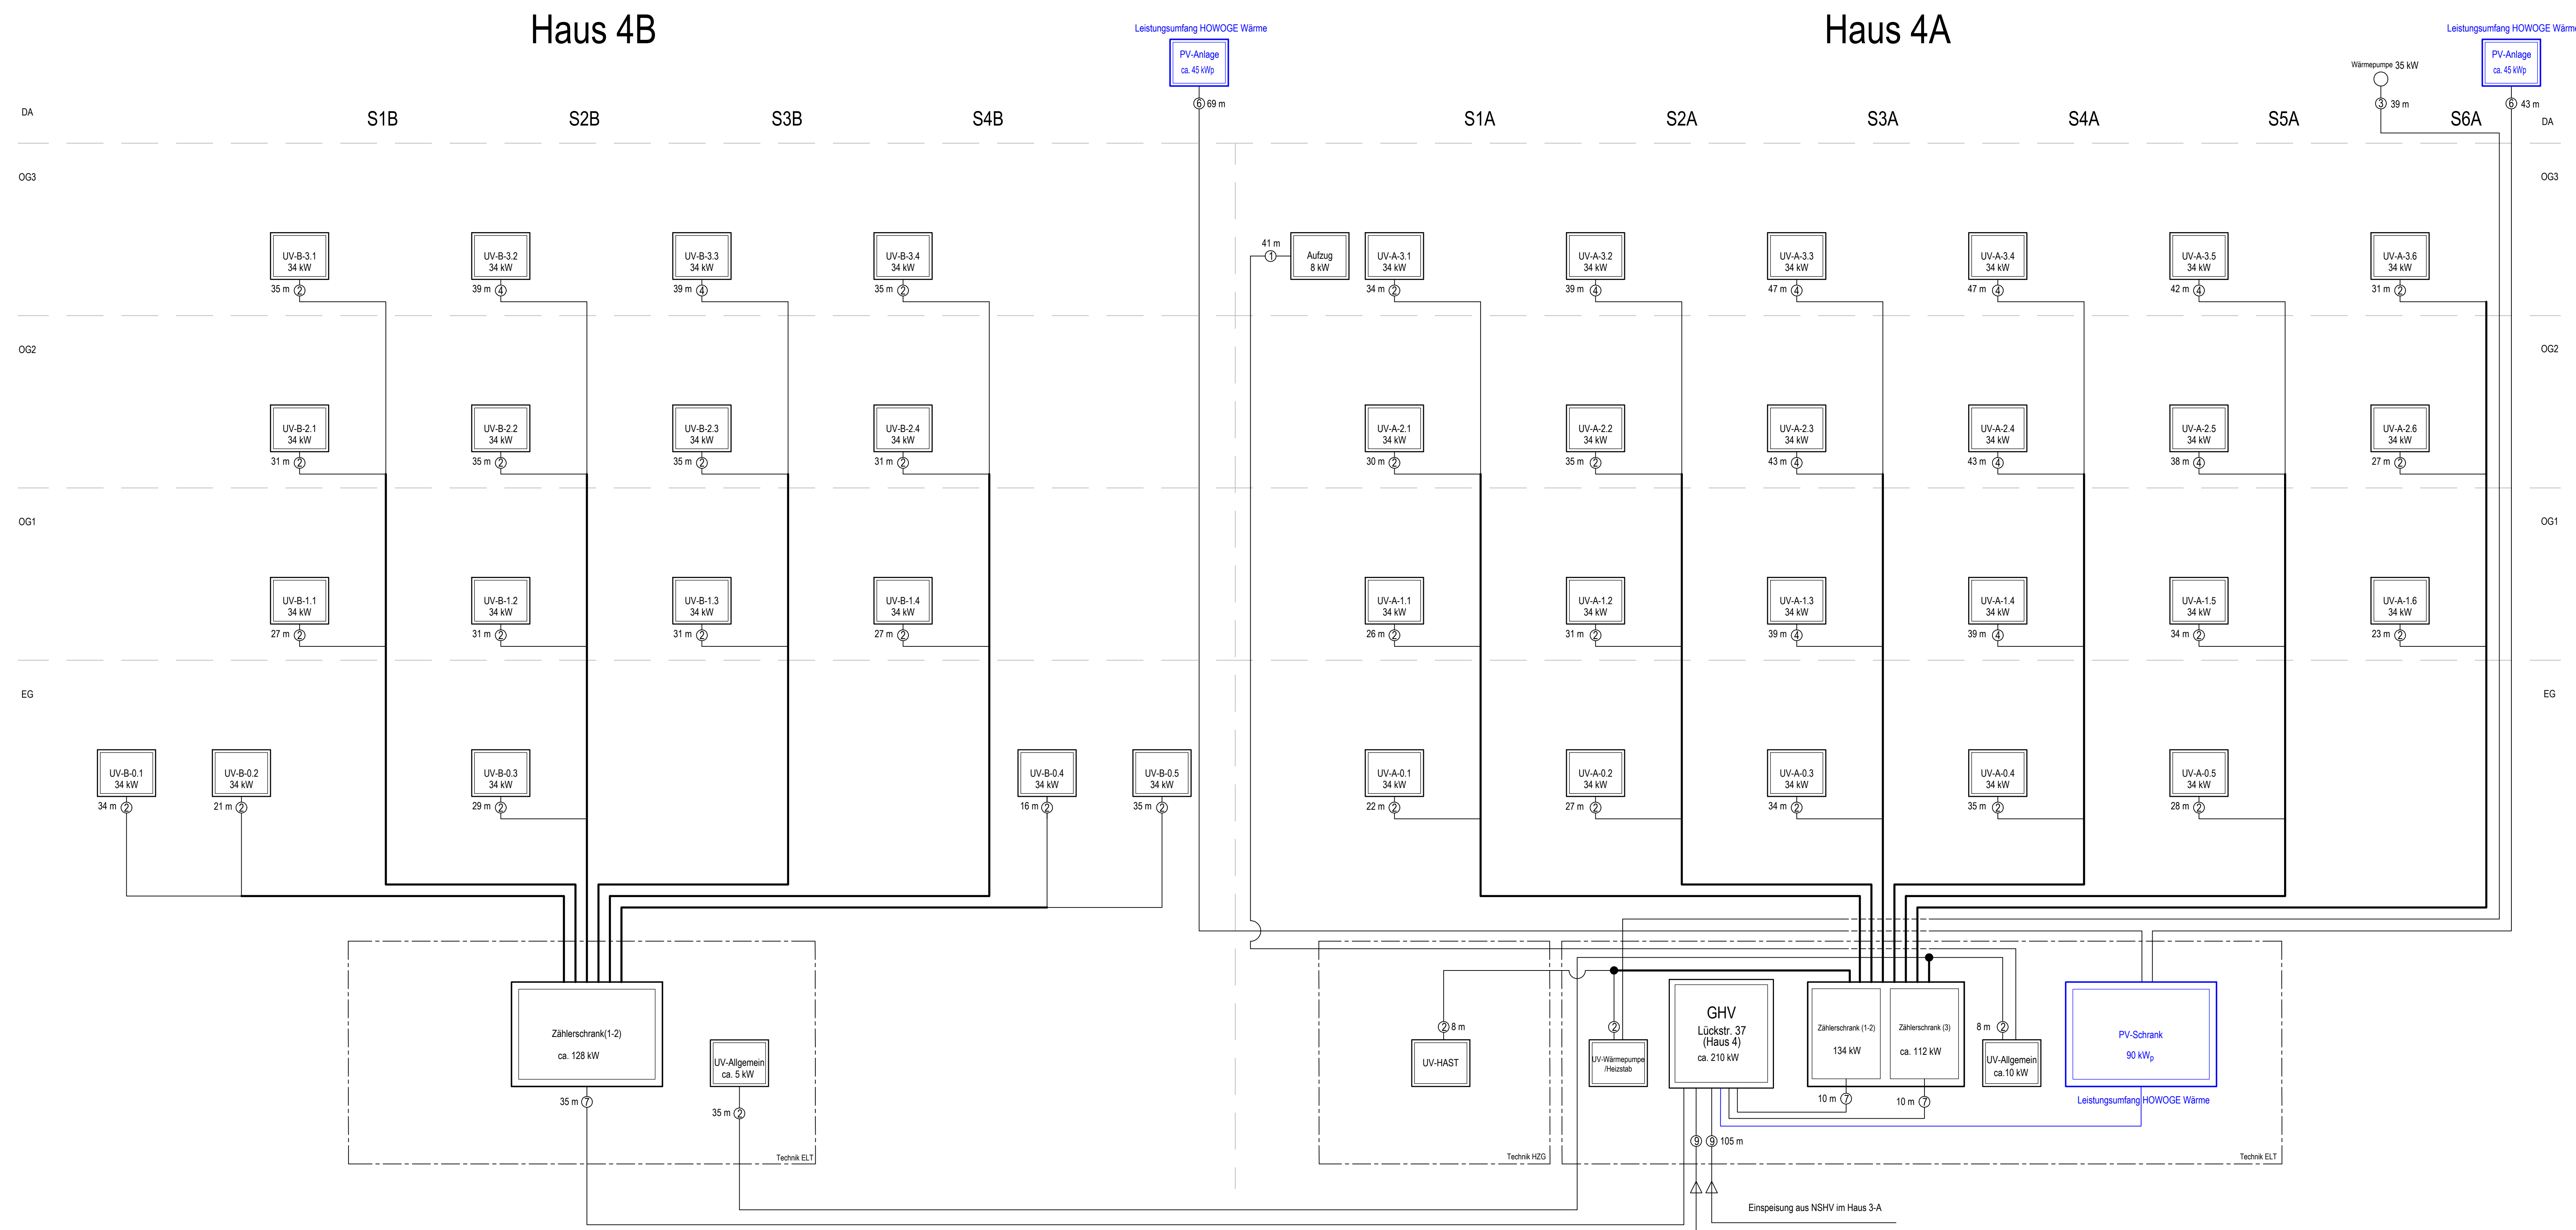 Haus 4B
Haus 4A
Leistungsumfang HOWOGE Wärme
PV-Anlage
ca. 45 kWp
6 69 m
Leistungsumfang HOWOGE Wärme
PV-Anlage
ca. 45 kWp
6 43 m
Wärmepumpe 35 kW
3 39 m
DA
S1B
S2B
S3B
S4B
S1A
S2A
S3A
S4A
S5A
S6A
DA
OG3
OG3
UV-B-3.1
34 kW
35 m 2
UV-B-3.2
34 kW
39 m 4
UV-B-3.3
34 kW
39 m 4
UV-B-3.4
34 kW
35 m 2
41 m
1
Aufzug
8 kW
UV-A-3.1
34 kW
34 m 2
UV-A-3.2
34 kW
39 m 4
UV-A-3.3
34 kW
47 m 4
UV-A-3.4
34 kW
47 m 4
UV-A-3.5
34 kW
42 m 4
UV-A-3.6
34 kW
31 m 2
OG2
OG2
UV-B-2.1
34 kW
31 m 2
UV-B-2.2
34 kW
35 m 2
UV-B-2.3
34 kW
35 m 2
UV-B-2.4
34 kW
31 m 2
UV-A-2.1
34 kW
30 m 2
UV-A-2.2
34 kW
35 m 2
UV-A-2.3
34 kW
43 m 4
UV-A-2.4
34 kW
43 m 4
UV-A-2.5
34 kW
38 m 4
UV-A-2.6
34 kW
27 m 2
OG1
OG1
UV-B-1.1
34 kW
27 m 2
UV-B-1.2
34 kW
31 m 2
UV-B-1.3
34 kW
31 m 2
UV-B-1.4
34 kW
27 m 2
UV-A-1.1
34 kW
26 m 2
UV-A-1.2
34 kW
31 m 2
UV-A-1.3
34 kW
39 m 4
UV-A-1.4
34 kW
39 m 4
UV-A-1.5
34 kW
34 m 2
UV-A-1.6
34 kW
23 m 2
EG
EG
UV-B-0.1
34 kW
34 m 2
UV-B-0.2
34 kW
21 m 2
UV-B-0.3
34 kW
29 m 2
UV-B-0.4
34 kW
16 m 2
UV-B-0.5
34 kW
35 m 2
UV-A-0.1
34 kW
22 m 2
UV-A-0.2
34 kW
27 m 2
UV-A-0.3
34 kW
34 m 2
UV-A-0.4
34 kW
35 m 2
UV-A-0.5
34 kW
28 m 2
Zählerschrank(1-2)
ca. 128 kW
35 m 7
UV-Allgemein
ca. 5 kW
35 m 2
Technik ELT
2 8 m
UV-HAST
Technik HZG
2
UV-Wärmepumpe
/Heizstab
GHV
Lückstr. 37
(Haus 4)
ca. 210 kW
Zählerschrank (1-2)
134 kW
10 m 7
Zählerschrank (3)
ca. 112 kW
10 m 7
8 m 2
UV-Allgemein
ca.10 kW
PV-Schrank
90 kWp
Leistungsumfang HOWOGE Wärme
9 9 105 m
Technik ELT
Einspeisung aus NSHV im Haus 3-A